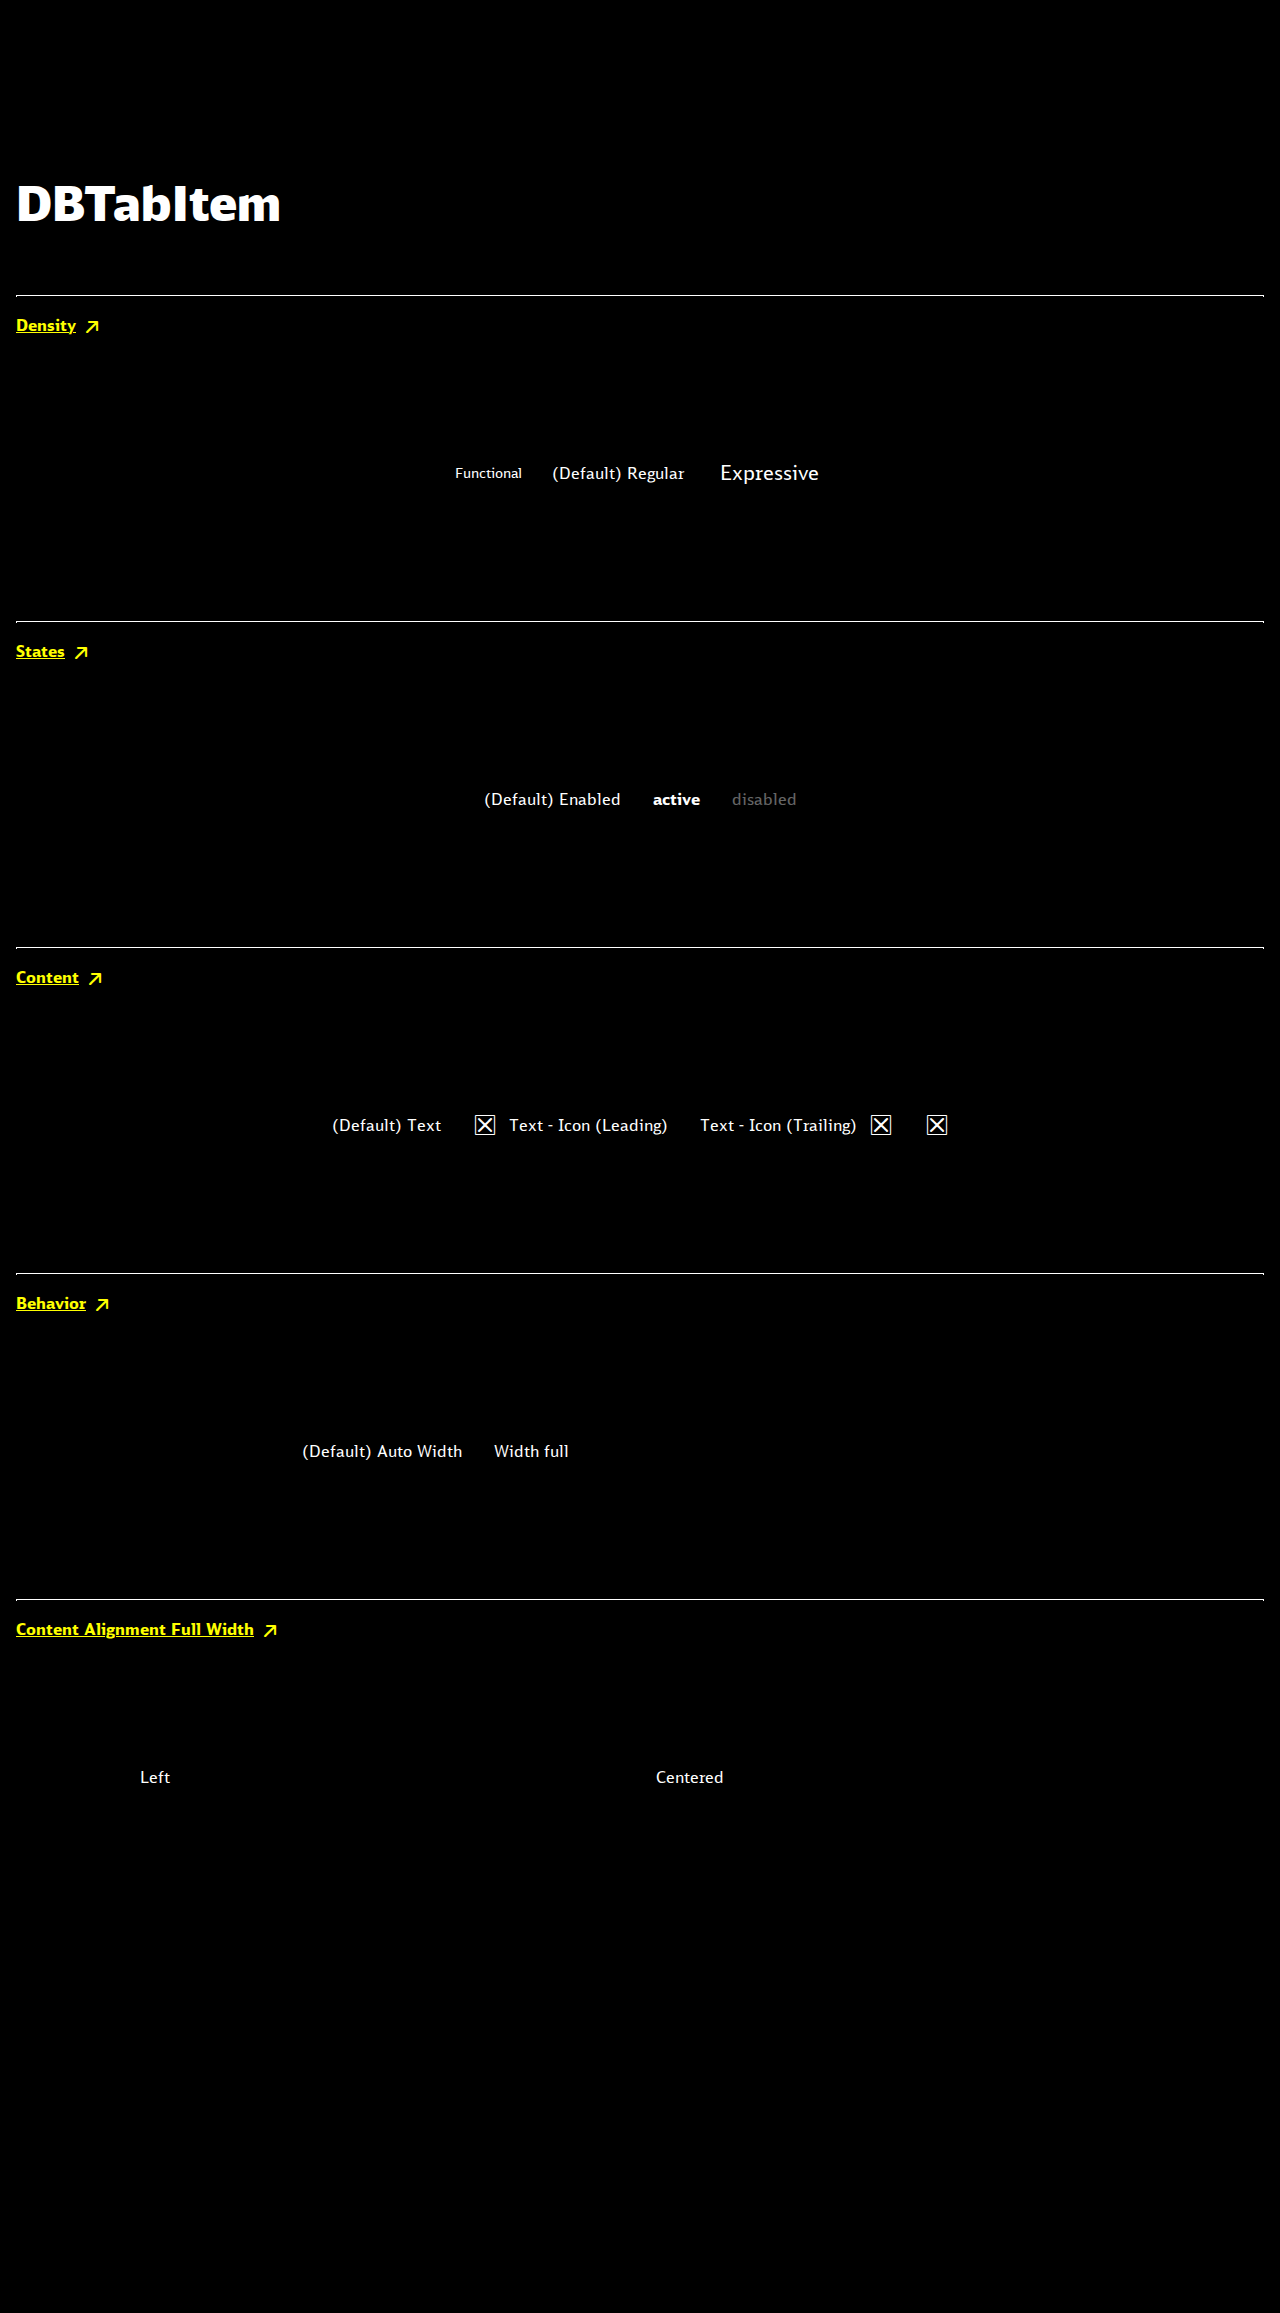 DBTabItem
Density
Functional (Default) Regular Expressive
States
(Default) Enabled active disabled
Content
(Default) Text Text - Icon (Leading) Text - Icon (Trailing)
Behavior
(Default) Auto Width Width full
Content Alignment Full Width
Left Centered